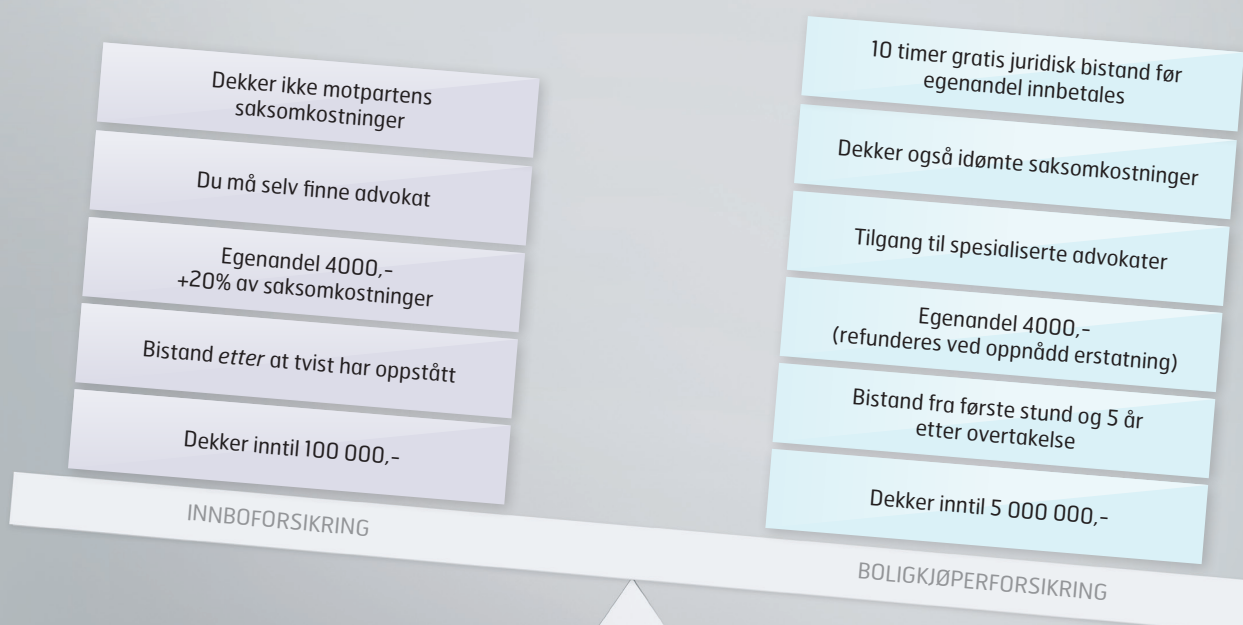 Dekker ikke motpartens
saksomkostninger
Du må selv finne advokat
Egenandel 4000,-
+20% av saksomkostninger
Bistand etter at tvist har oppstått
Dekker inntil 100 000,-
INNBOFORSIKRING
10 timer gratis juridisk bistand før
egenandel innbetales
Dekker også idømte saksomkostninger
Tilgang til spesialiserte advokater
Egenandel 4000,-
(refunderes ved oppnådd erstatning)
Bistand fra første stund og 5 år
etter overtakelse
Dekker inntil 5 000 000,-
BOLIGKJØPERFORSIKRING